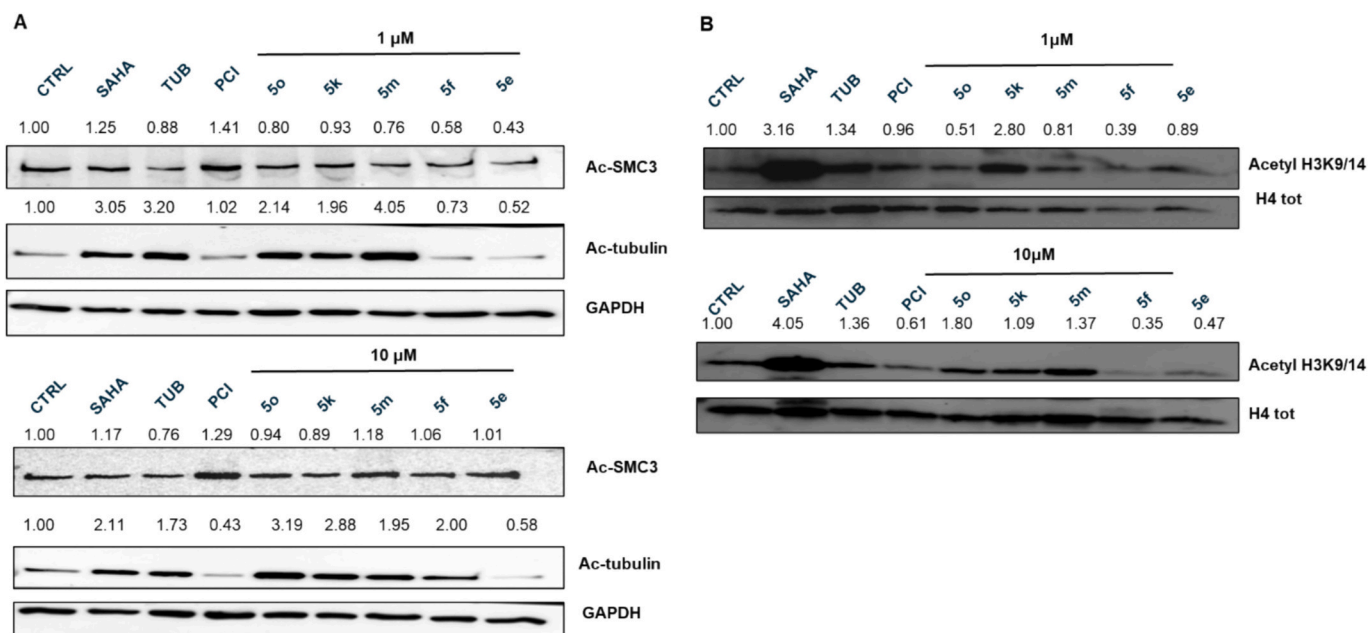 A
1 µM
CTRL SAHA TUB PCI 5o 5k 5m 5f 5e
1.00 1.25 0.88 1.41 0.80 0.93 0.76 0.58 0.43
Ac-SMC3
1.00 3.05 3.20 1.02 2.14 1.96 4.05 0.73 0.52
Ac-tubulin
GAPDH
10 µM
CTRL SAHA TUB PCI 5o 5k 5m 5f 5e
1.00 1.17 0.76 1.29 0.94 0.89 1.18 1.06 1.01
Ac-SMC3
1.00 2.11 1.73 0.43 3.19 2.88 1.95 2.00 0.58
Ac-tubulin
GAPDH
B
1µM
CTRL SAHA TUB PCI 5o 5k 5m 5f 5e
1.00 3.16 1.34 0.96 0.51 2.80 0.81 0.39 0.89
Acetyl H3K9/14
H4 tot
10µM
CTRL SAHA TUB PCI 5o 5k 5m 5f 5e
1.00 4.05 1.36 0.61 1.80 1.09 1.37 0.35 0.47
Acetyl H3K9/14
H4 tot